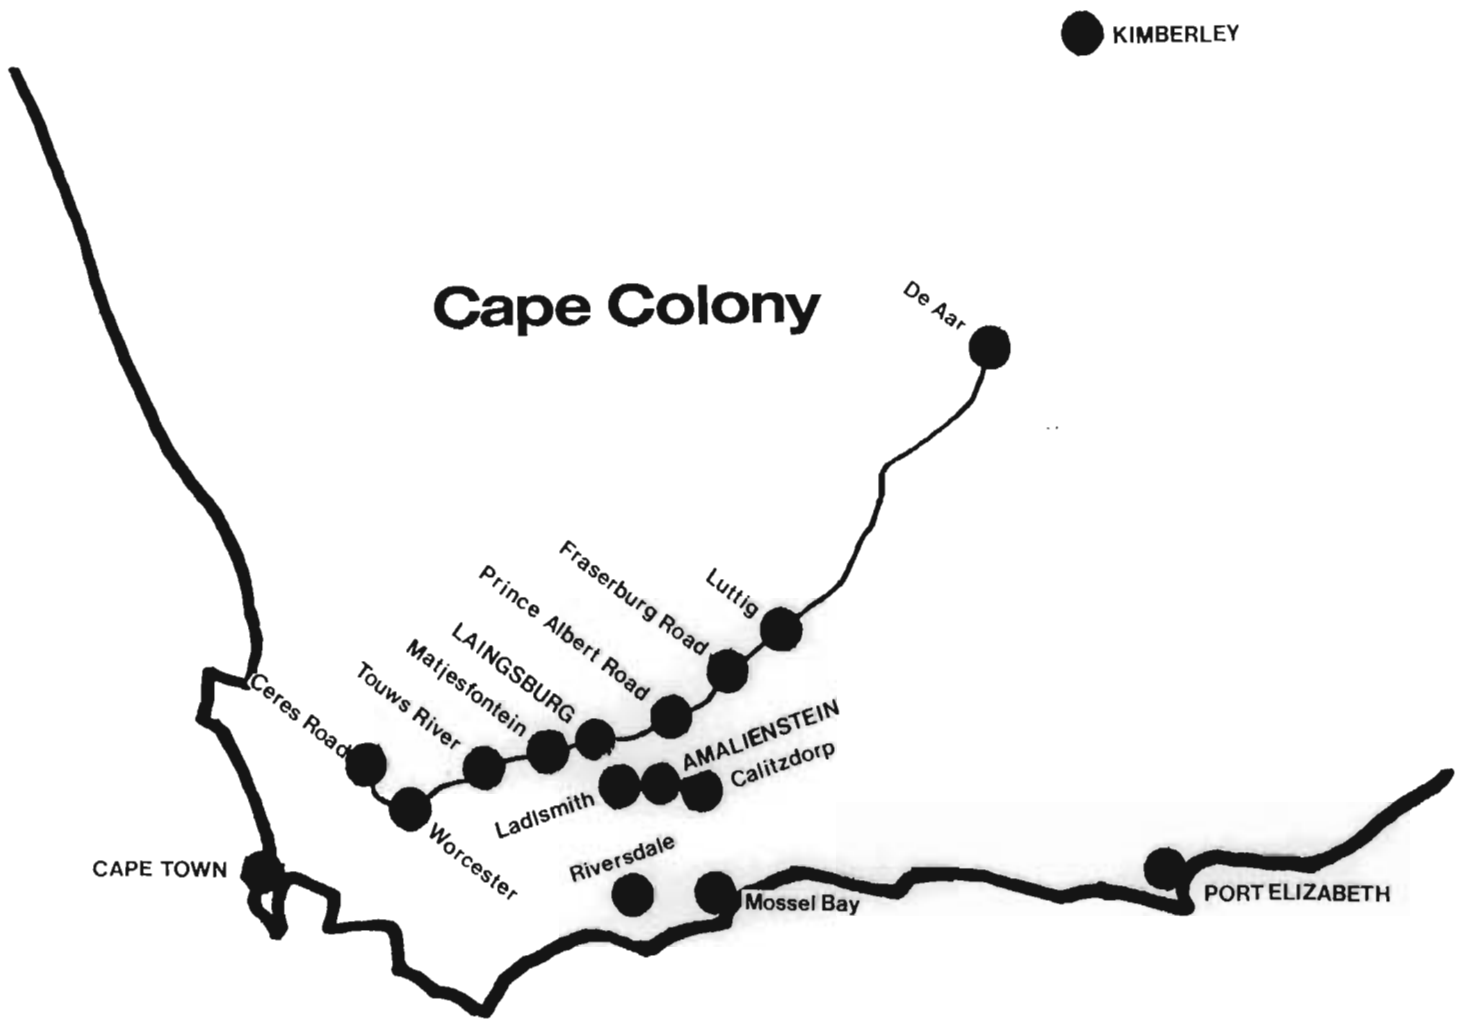 KIMBERLEY
De Aar
Cape Colony
Luttig
Fraserburg Road
Prince Albert Road
LAINGSBURG
Matjesfontein
Touws River
Ceres Road
AMALIENSTEIN
Calitzdorp
Ladlsmith
Worcester
Riversdale
CAPE TOWN
Mossel Bay
PORT ELIZABETH